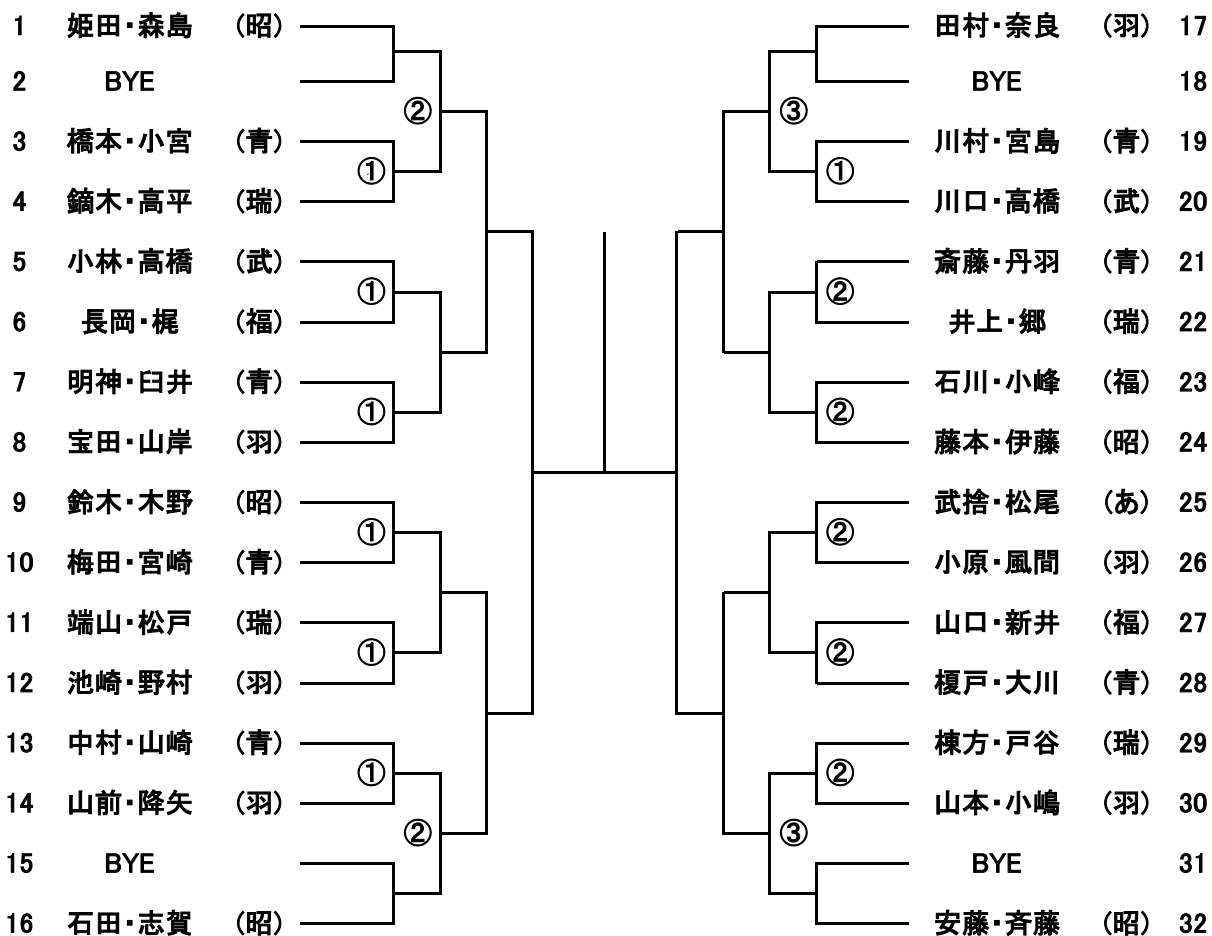 1 姫田・森島 （昭） 田村・奈良 （羽） 17
2 BYE BYE 18
② ③
3 橋本・小宮 （青） 川村・宮島 （青） 19
① ①
4 鏑木・高平 （瑞） 川口・高橋 （武） 20
5 小林・高橋 （武） 斎藤・丹羽 （青） 21
① ②
6 長岡・梶 （福） 井上・郷 （瑞） 22
7 明神・臼井 （青） 石川・小峰 （福） 23
① ②
8 宝田・山岸 （羽） 藤本・伊藤 （昭） 24
9 鈴木・木野 （昭） 武捨・松尾 （あ） 25
① ②
10 梅田・宮崎 （青） 小原・風間 （羽） 26
11 端山・松戸 （瑞） 山口・新井 （福） 27
① ②
12 池崎・野村 （羽） 榎戸・大川 （青） 28
13 中村・山崎 （青） 棟方・戸谷 （瑞） 29
① ②
14 山前・降矢 （羽） 山本・小嶋 （羽） 30
② ③
15 BYE BYE 31
16 石田・志賀 （昭） 安藤・斉藤 （昭） 32